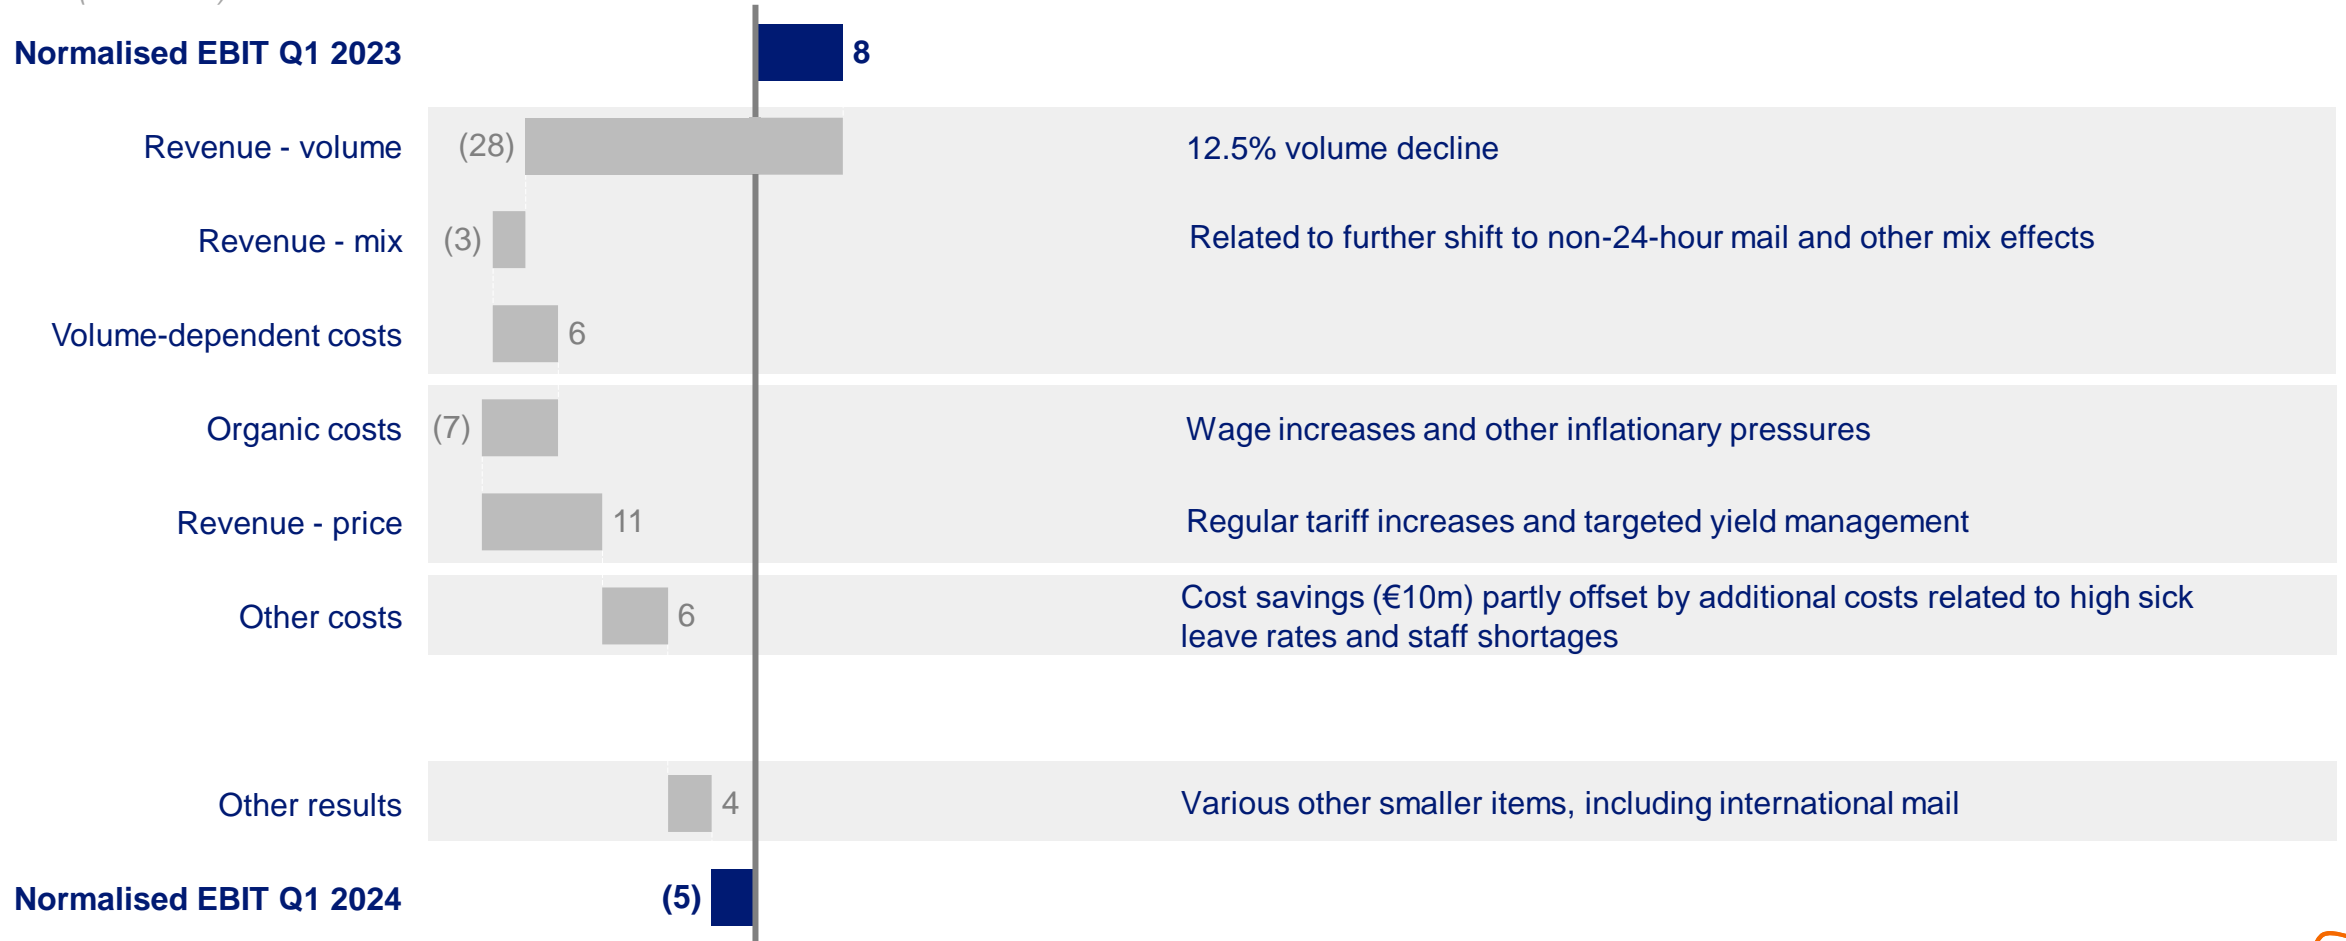 Normalised EBIT Q1 2023 8
Revenue - volume (28) 12.5% volume decline
Revenue - mix (3) Related to further shift to non-24-hour mail and other mix effects
Volume-dependent costs 6
Organic costs (7) Wage increases and other inflationary pressures
Revenue - price 11 Regular tariff increases and targeted yield management
Other costs 6 Cost savings (€10m) partly offset by additional costs related to high sick
leave rates and staff shortages
Other results 4 Various other smaller items, including international mail
Normalised EBIT Q1 2024 (5)